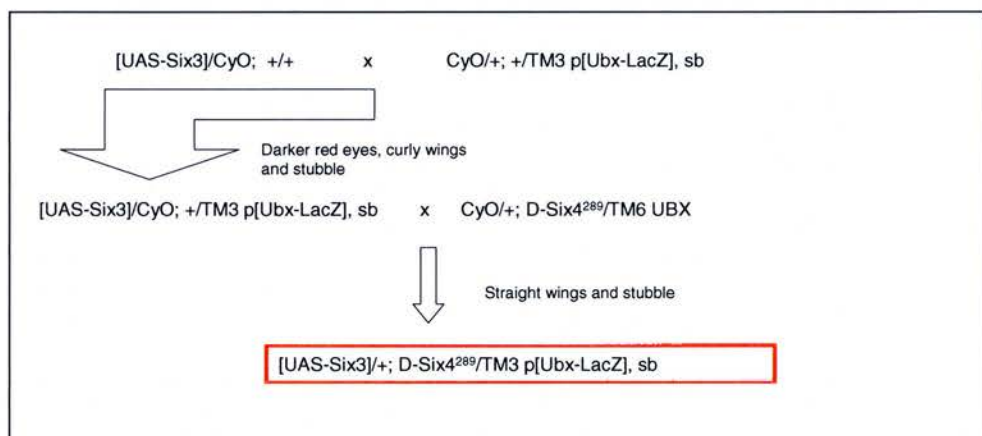 [UAS-Six3]/CyO; +/+ x CyO/+; +/TM3 p[Ubx-LacZ], sb
Darker red eyes, curly wings
and stubble
[UAS-Six3]/CyO; +/TM3 p[Ubx-LacZ], sb x CyO/+; D-Six4²⁸⁹/TM6 UBX
Straight wings and stubble
[UAS-Six3]/+; D-Six4²⁸⁹/TM3 p[Ubx-LacZ], sb